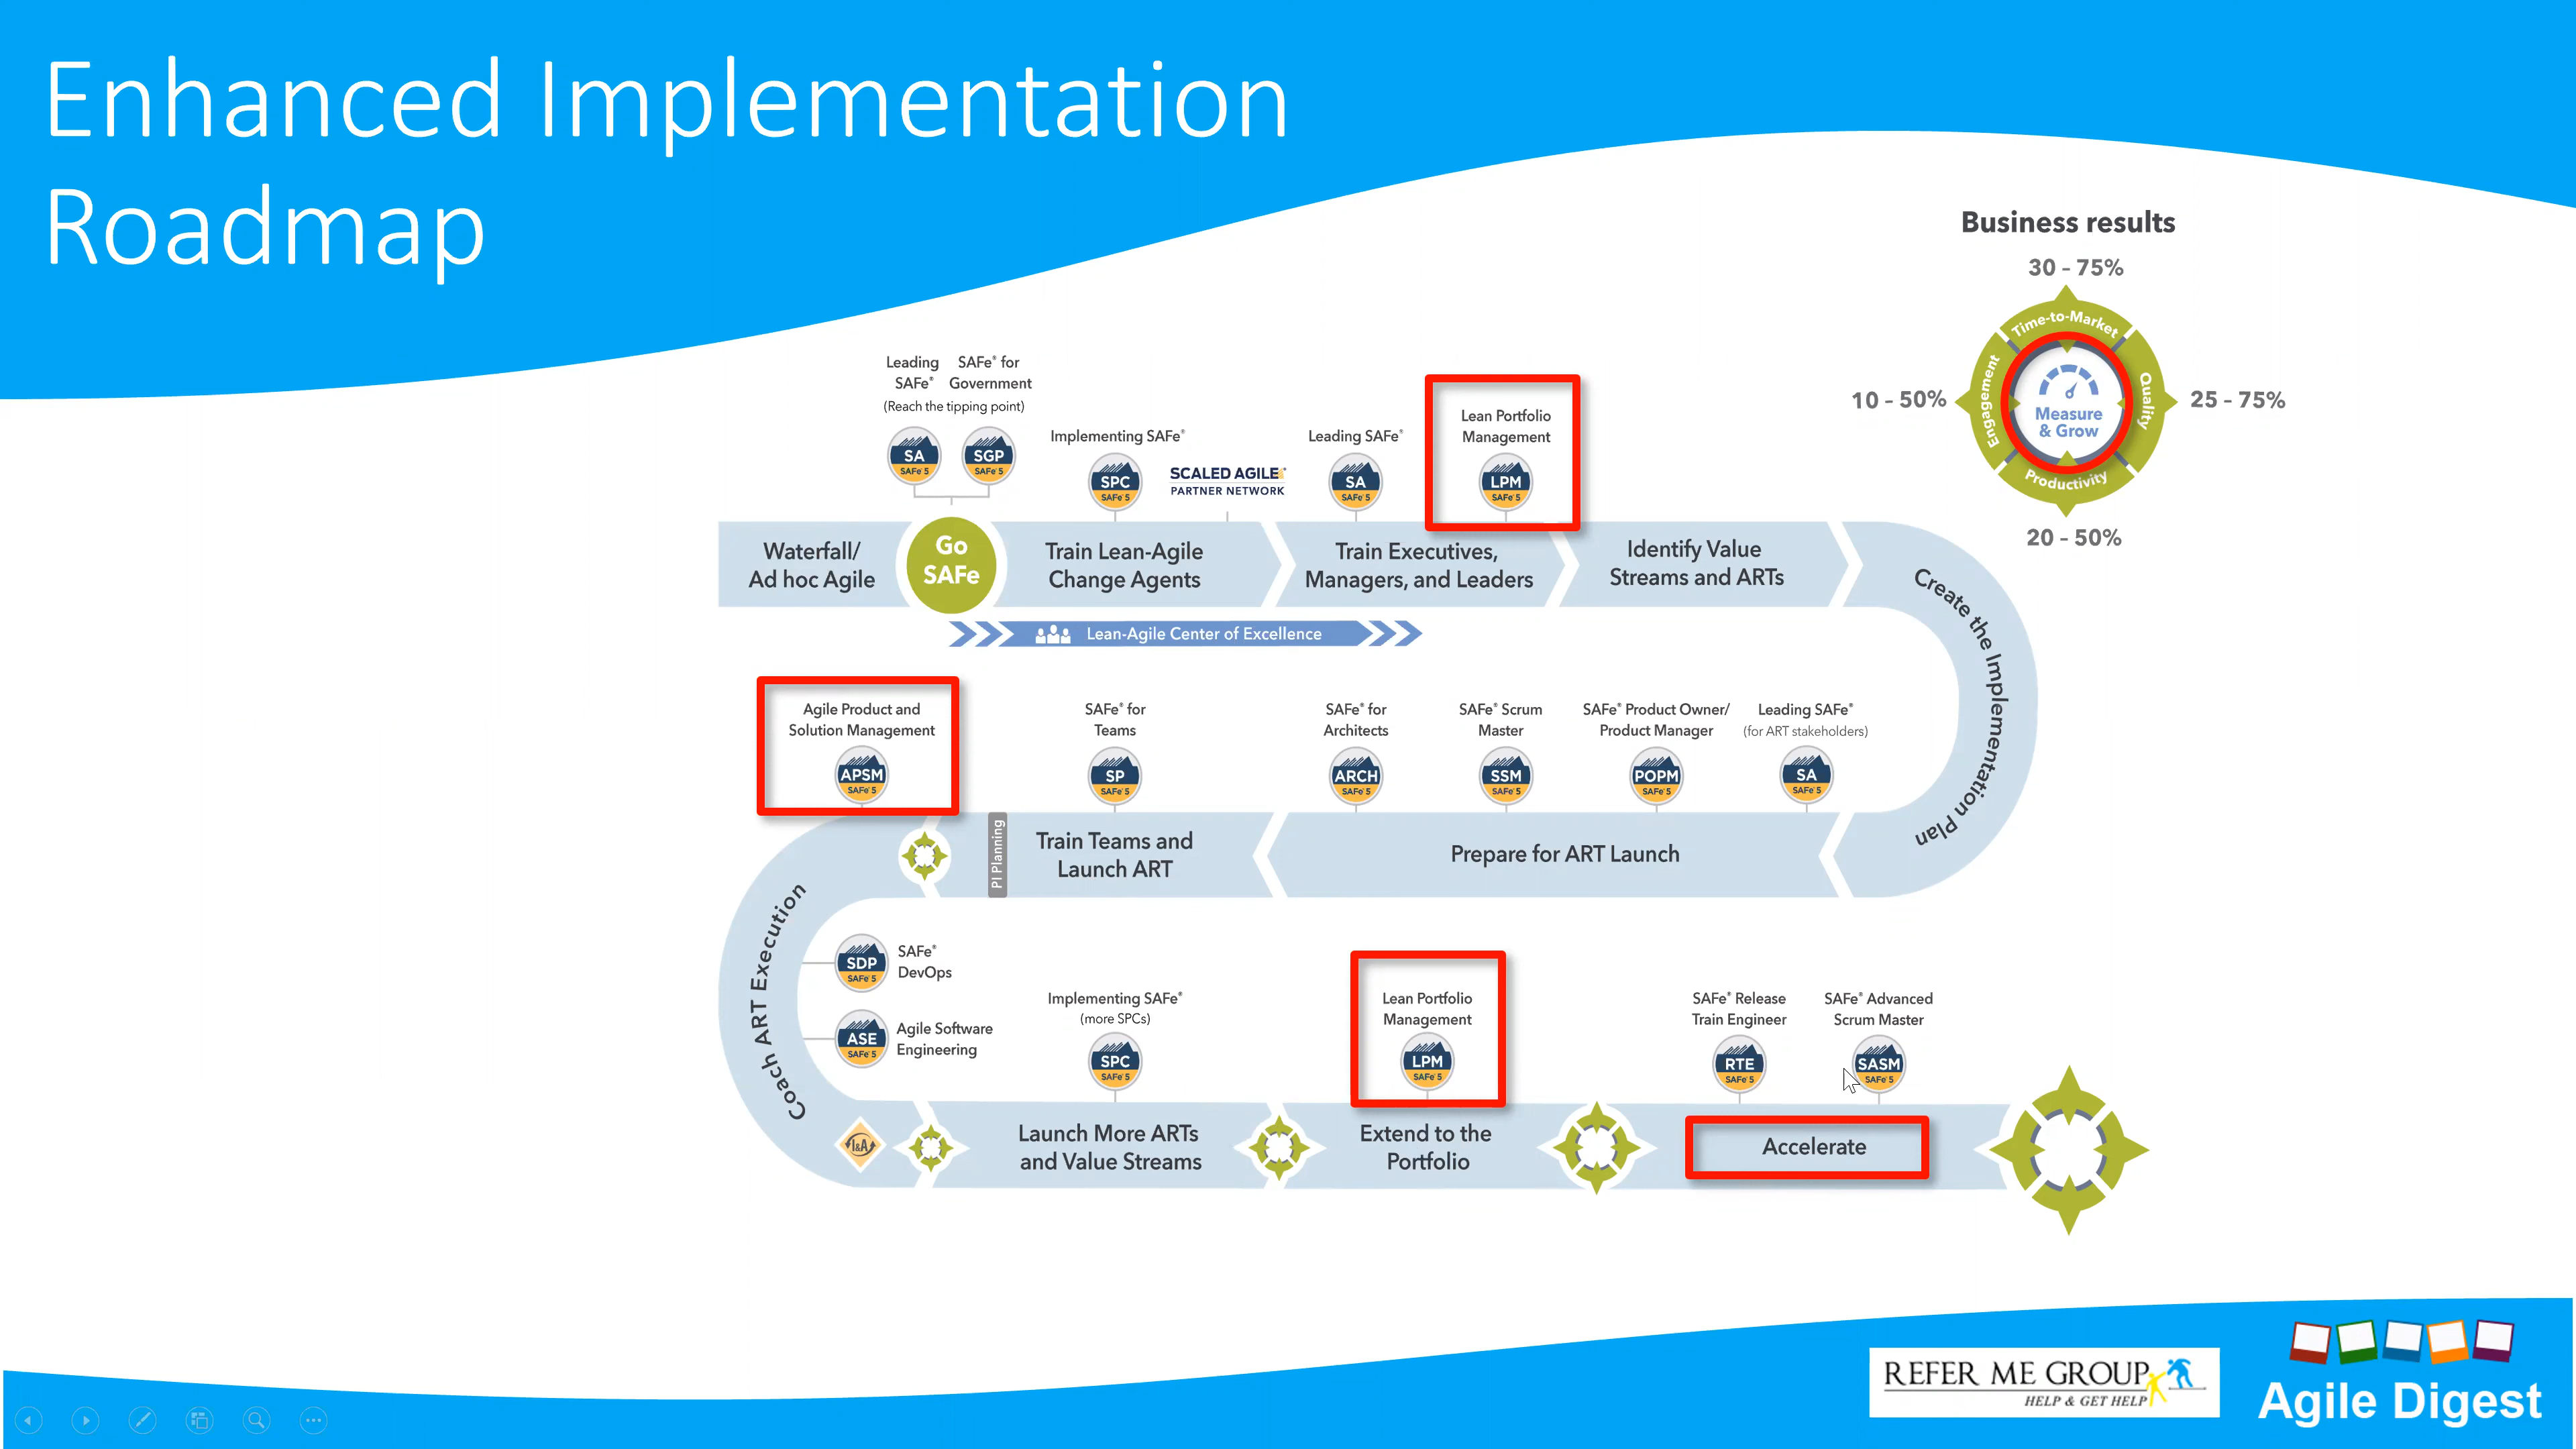 Enhanced Implementation
Roadmap
Business results
30 - 75%
Time-to-Market
10 - 50%
Engagement
Measure
& Grow
Quality
25 - 75%
Productivity
20 - 50%
Leading
SAFe®
SAFe® for
Government
(Reach the tipping point)
SA
SAFe® 5
SGP
SAFe® 5
Implementing SAFe®
SPC
SAFe® 5
SCALED AGILE®
PARTNER NETWORK
Leading SAFe®
SA
SAFe® 5
Lean Portfolio
Management
LPM
SAFe® 5
Waterfall/
Ad hoc Agile
Go
SAFe
Train Lean-Agile
Change Agents
Train Executives,
Managers, and Leaders
Identify Value
Streams and ARTs
Create the Implementation Plan
Lean-Agile Center of Excellence
Agile Product and
Solution Management
APSM
SAFe® 5
SAFe® for
Teams
SP
SAFe® 5
SAFe® for
Architects
ARCH
SAFe® 5
SAFe® Scrum
Master
SSM
SAFe® 5
SAFe® Product Owner/
Product Manager
POPM
SAFe® 5
Leading SAFe®
(for ART stakeholders)
SA
SAFe® 5
PI Planning
Train Teams and
Launch ART
Prepare for ART Launch
Coach ART Execution
SDP
SAFe® 5
SAFe®
DevOps
ASE
SAFe® 5
Agile Software
Engineering
Implementing SAFe®
(more SPCs)
SPC
SAFe® 5
Lean Portfolio
Management
LPM
SAFe® 5
SAFe® Release
Train Engineer
RTE
SAFe® 5
SAFe® Advanced
Scrum Master
SASM
SAFe® 5
I&A
Launch More ARTs
and Value Streams
Extend to the
Portfolio
Accelerate
REFER ME GROUP
HELP & GET HELP
Agile Digest